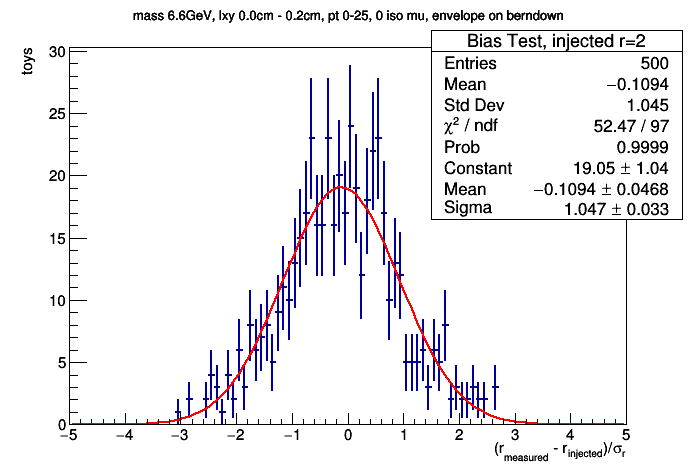 mass 6.6GeV, lxy 0.0cm - 0.2cm, pt 0-25, 0 iso mu, envelope on berndown
toys
Bias Test, injected r=2
Entries 500
Mean −0.1094
Std Dev 1.045
χ² / ndf 52.47 / 97
Prob 0.9999
Constant 19.05 ± 1.04
Mean −0.1094 ± 0.0468
Sigma 1.047 ± 0.033
30
25
20
15
10
5
0
−5 −4 −3 −2 −1 0 1 2 3 4 5
(r_measured - r_injected)/σ_r